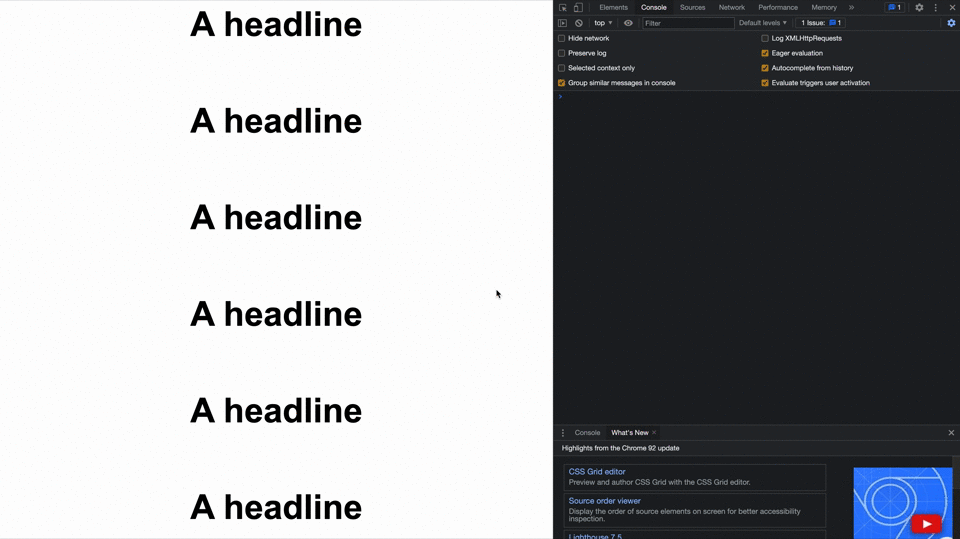 A headline
A headline
A headline
A headline
A headline
A headline
Elements Console Sources Network Performance Memory » 1
top ▾ Filter Default levels ▾ 1 Issue: 1
Hide network Log XMLHttpRequests
Preserve log Eager evaluation
Selected context only Autocomplete from history
Group similar messages in console Evaluate triggers user activation
Console What's New ×
Highlights from the Chrome 92 update
CSS Grid editor
Preview and author CSS Grid with the CSS Grid editor.
Source order viewer
Display the order of source elements on screen for better accessibility
inspection.
Lighthouse 7.5